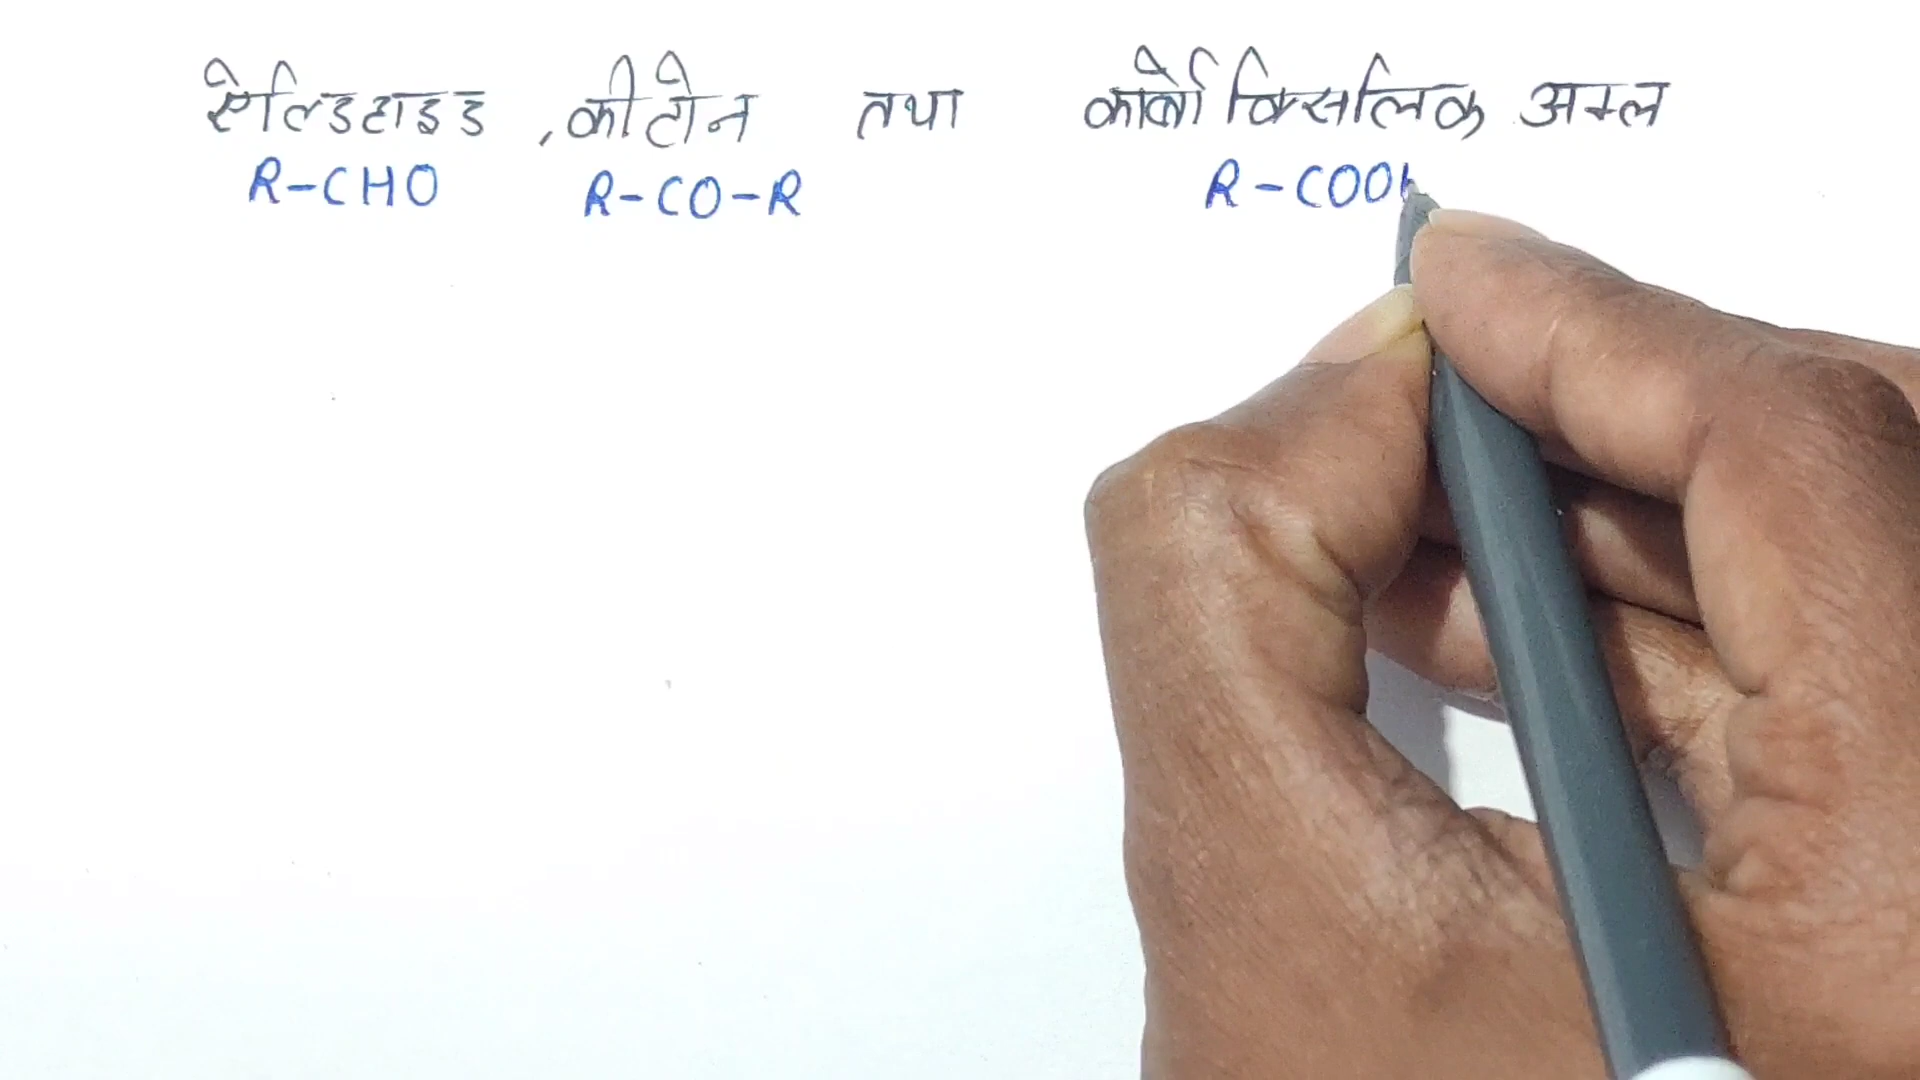 ऐल्डिहाइड, कीटोन तथा कार्बोक्सिलिक अम्ल
R-CHO R-CO-R R-COO